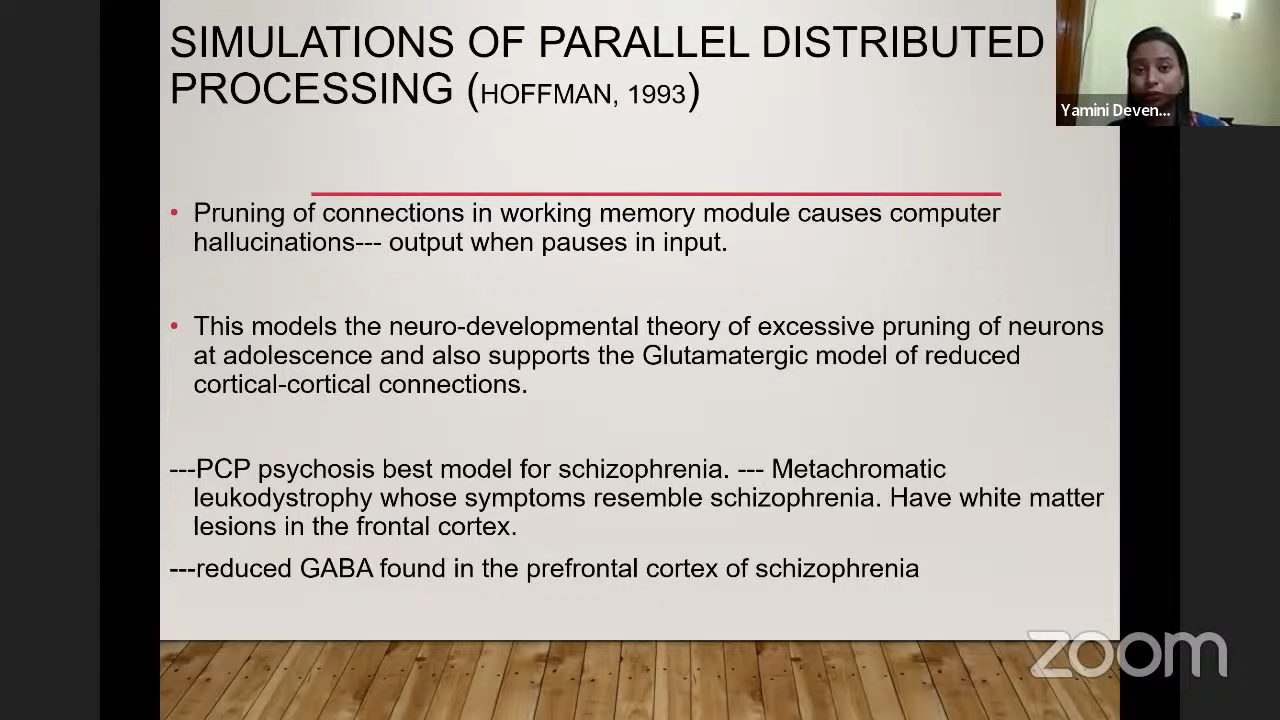 SIMULATIONS OF PARALLEL DISTRIBUTED
PROCESSING (HOFFMAN, 1993)
Yamini Deven...
• Pruning of connections in working memory module causes computer
hallucinations--- output when pauses in input.
• This models the neuro-developmental theory of excessive pruning of neurons
at adolescence and also supports the Glutamatergic model of reduced
cortical-cortical connections.
---PCP psychosis best model for schizophrenia. --- Metachromatic
leukodystrophy whose symptoms resemble schizophrenia. Have white matter
lesions in the frontal cortex.
---reduced GABA found in the prefrontal cortex of schizophrenia
zoom